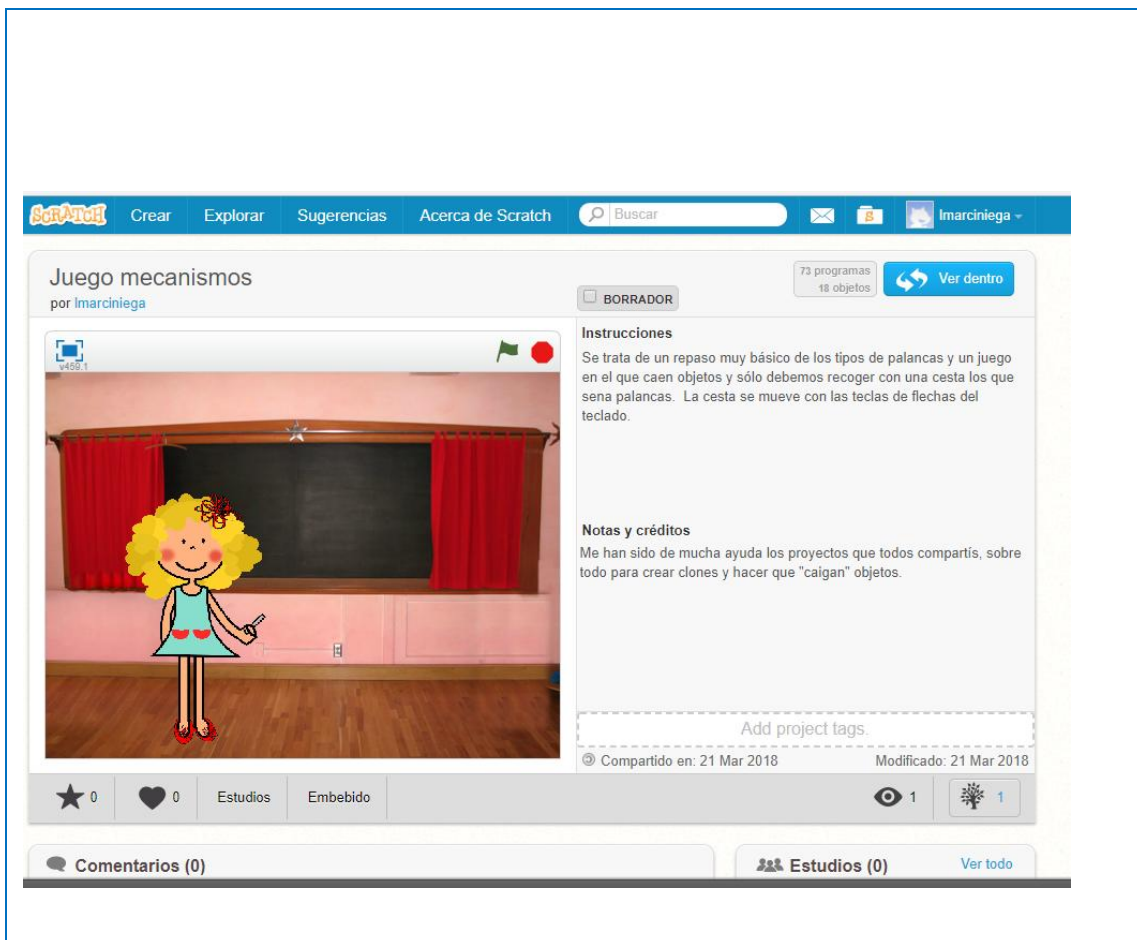 SCRATCH Crear Explorar Sugerencias Acerca de Scratch Buscar S lmarciniega
Juego mecanismos
por lmarciniega
BORRADOR
73 programas
18 objetos
Ver dentro
v459.1
Instrucciones
Se trata de un repaso muy básico de los tipos de palancas y un juego
en el que caen objetos y sólo debemos recoger con una cesta los que
sena palancas. La cesta se mueve con las teclas de flechas del
teclado.
Notas y créditos
Me han sido de mucha ayuda los proyectos que todos compartís, sobre
todo para crear clones y hacer que "caigan" objetos.
Add project tags.
Compartido en: 21 Mar 2018 Modificado: 21 Mar 2018
0 0 Estudios Embebido 1 1
Comentarios (0) Estudios (0) Ver todo